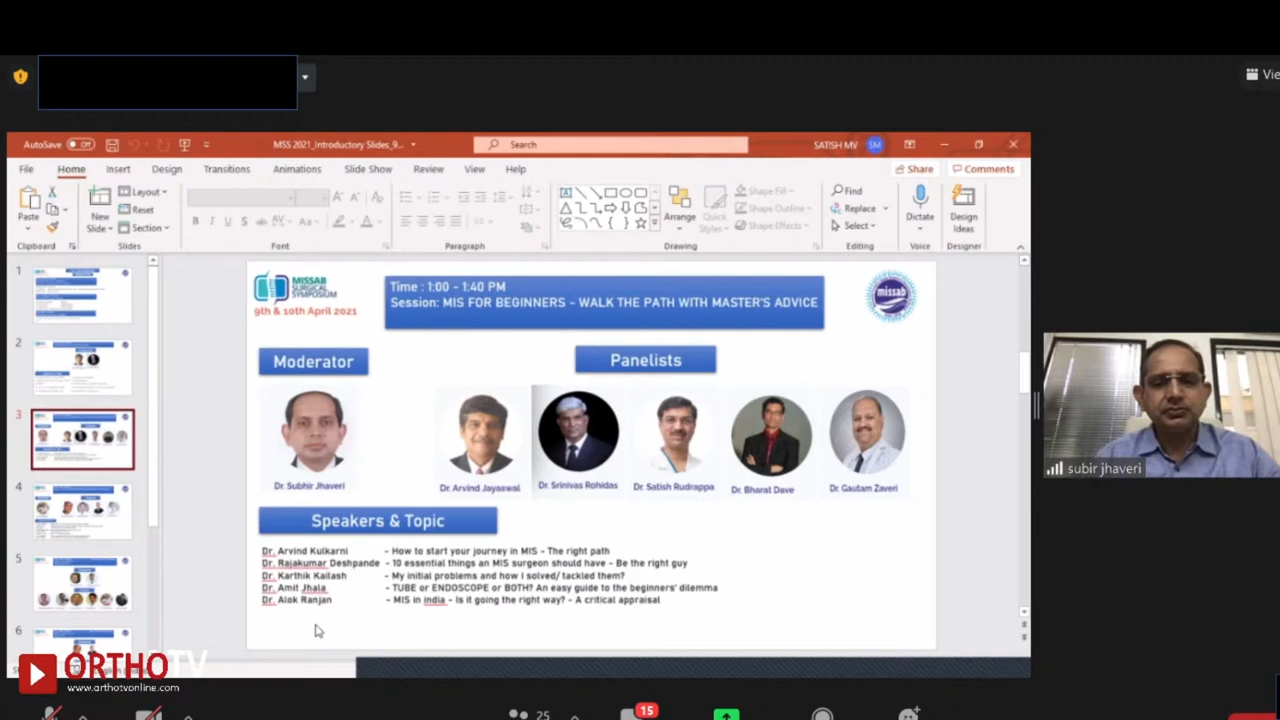 View
AutoSave Off
MSS 2021_Introductory Slides_9...
Search
SATISH MV SM
File Home Insert Design Transitions Animations Slide Show Review View Help
Share Comments
Paste
New Slide
Layout
Reset
Section
Arrange
Quick Styles
Shape Fill
Shape Outline
Shape Effects
Find
Replace
Select
Dictate
Design Ideas
Clipboard Slides Font Paragraph Drawing Editing Voice Designer
1
2
3
4
5
6
MISSAB
SURGICAL
SYMPOSIUM
9th & 10th April 2021
Time : 1:00 - 1:40 PM
Session: MIS FOR BEGINNERS - WALK THE PATH WITH MASTER'S ADVICE
missab
Moderator
Panelists
Dr. Subhir Jhaveri
Dr. Arvind Jayaswal
Dr. Srinivas Rohidas
Dr. Satish Rudrappa
Dr. Bharat Dave
Dr. Gautam Zaveri
Speakers & Topic
Dr. Arvind Kulkarni - How to start your journey in MIS - The right path
Dr. Rajakumar Deshpande - 10 essential things an MIS surgeon should have - Be the right guy
Dr. Karthik Kailash - My initial problems and how I solved/ tackled them?
Dr. Amit Jhala - TUBE or ENDOSCOPE or BOTH? An easy guide to the beginners' dilemma
Dr. Alok Ranjan - MIS in india - Is it going the right way? - A critical appraisal
subir jhaveri
ORTHOTV
www.orthotvonline.com
25
15